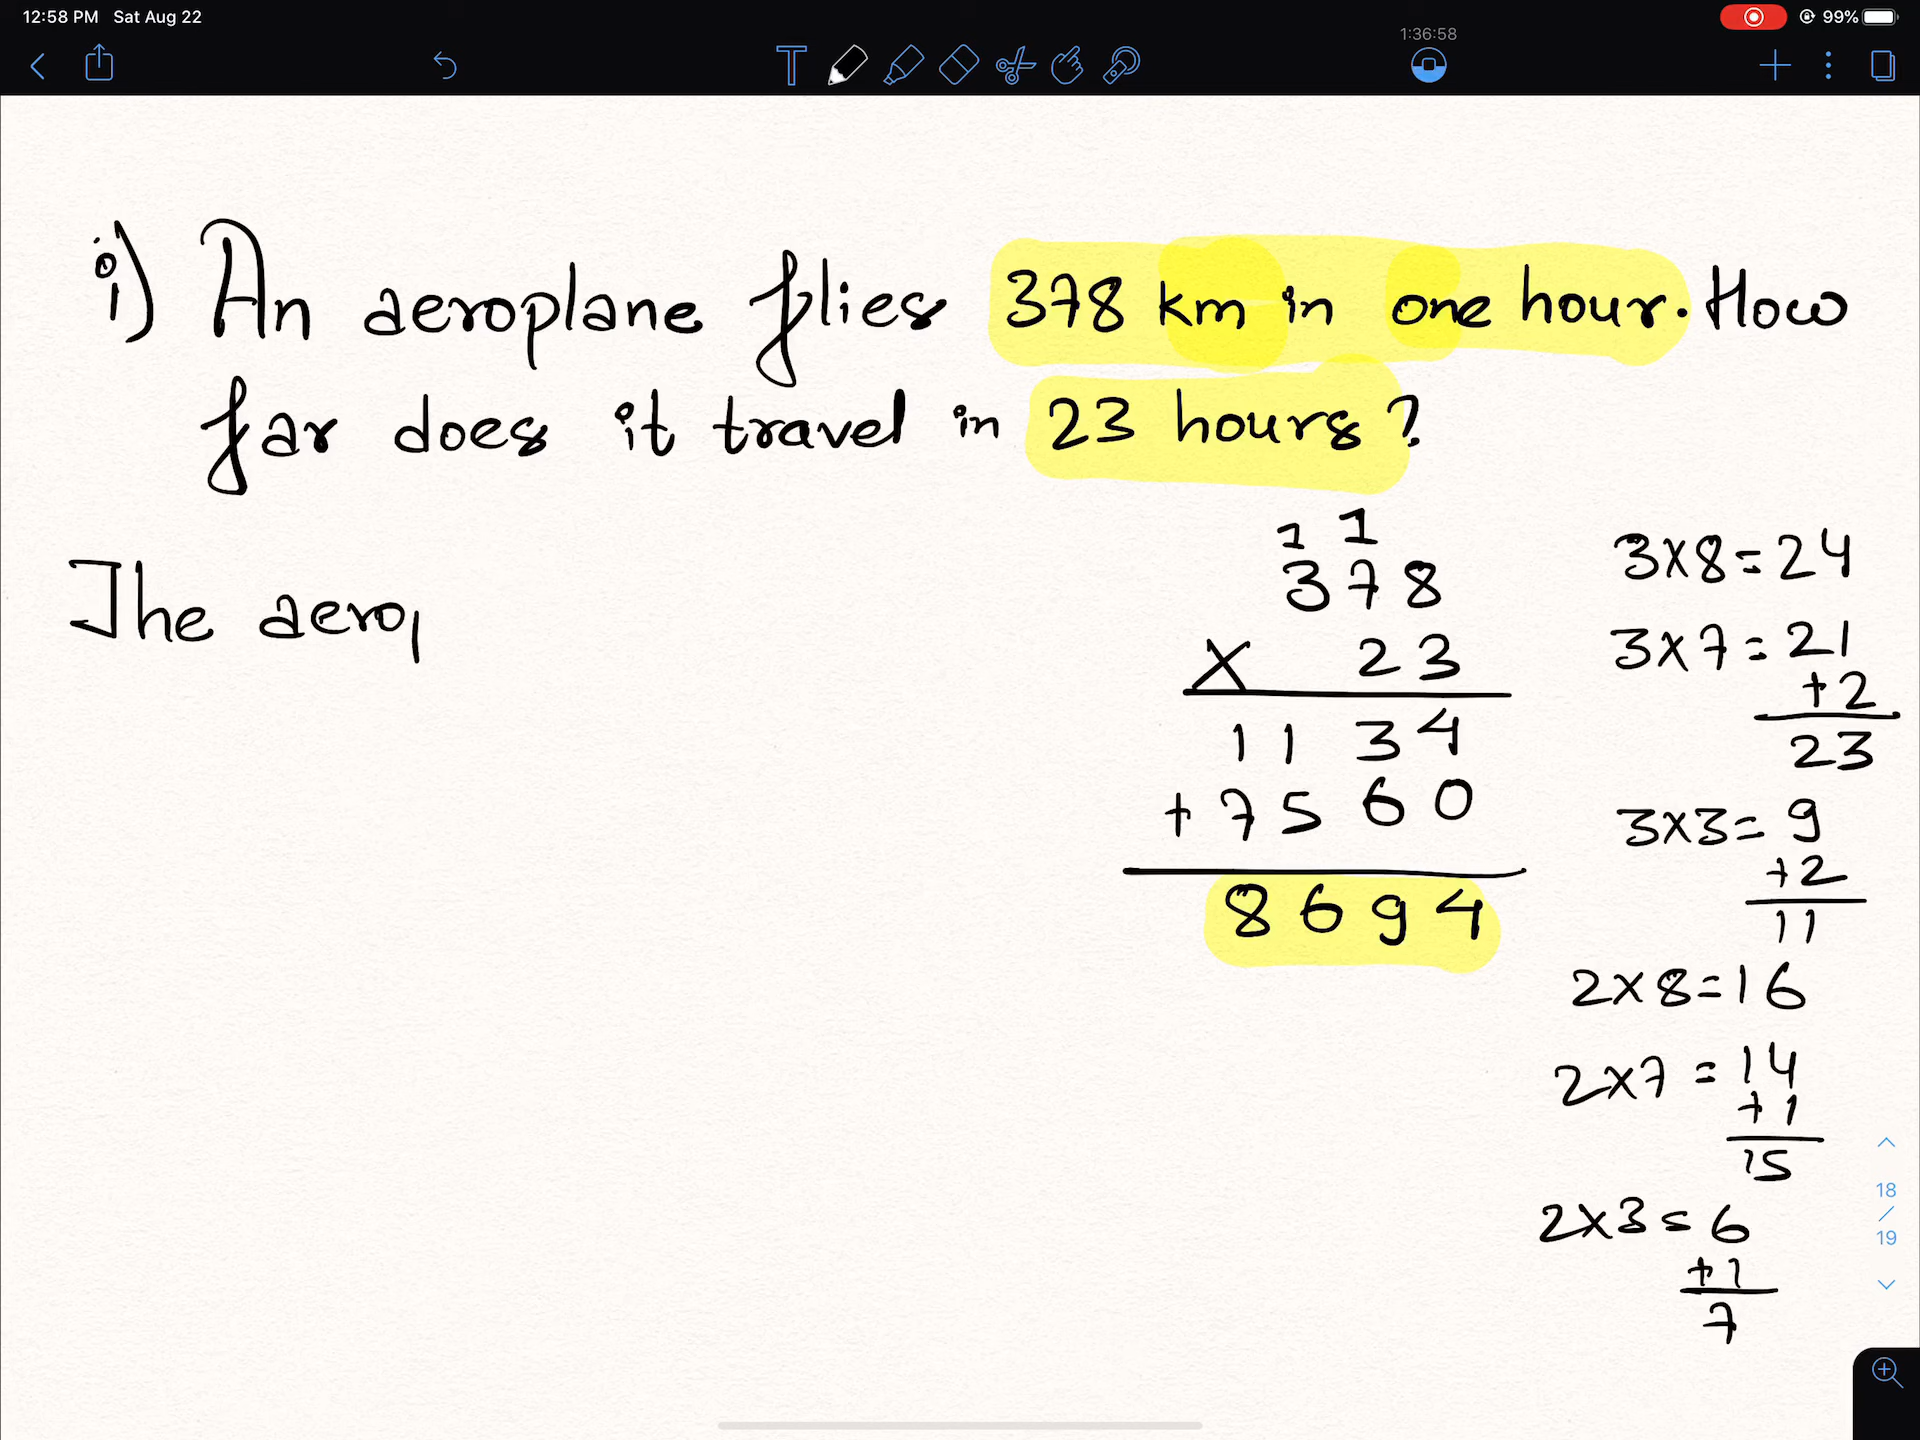 12:58 PM Sat Aug 22
99%
1:36:58
i) An aeroplane flies 378 km in one hour. How
far does it travel in 23 hours?
The aerop
1 1
378
X 23
1134
+ 7560
8694
3x8=24
3x7=21
+2
23
3x3=9
+2
11
2x8=16
2x7=14
+1
15
2x3=6
+1
7
18
/
19